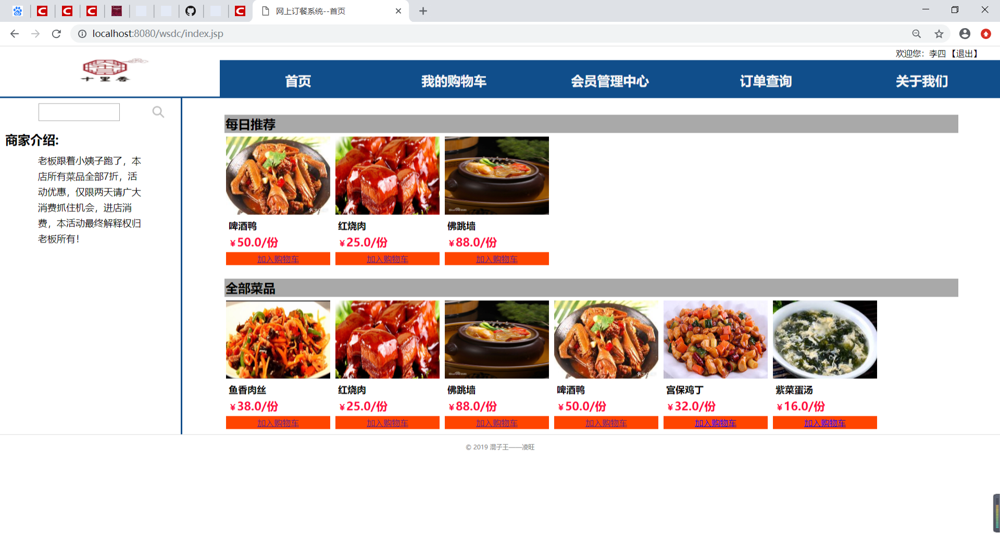 网上订餐系统--首页
localhost:8080/wsdc/index.jsp
欢迎您：李四 【退出】
十里香
首页 我的购物车 会员管理中心 订单查询 关于我们
商家介绍:
老板跟着小姨子跑了，本
店所有菜品全部7折，活
动优惠，仅限两天请广大
消费抓住机会，进店消
费，本活动最终解释权归
老板所有！
每日推荐
啤酒鸭 红烧肉 佛跳墙
￥50.0/份 ￥25.0/份 ￥88.0/份
加入购物车 加入购物车 加入购物车
全部菜品
鱼香肉丝 红烧肉 佛跳墙 啤酒鸭 宫保鸡丁 紫菜蛋汤
￥38.0/份 ￥25.0/份 ￥88.0/份 ￥50.0/份 ￥32.0/份 ￥16.0/份
加入购物车 加入购物车 加入购物车 加入购物车 加入购物车 加入购物车
© 2019 混子王——凌旺